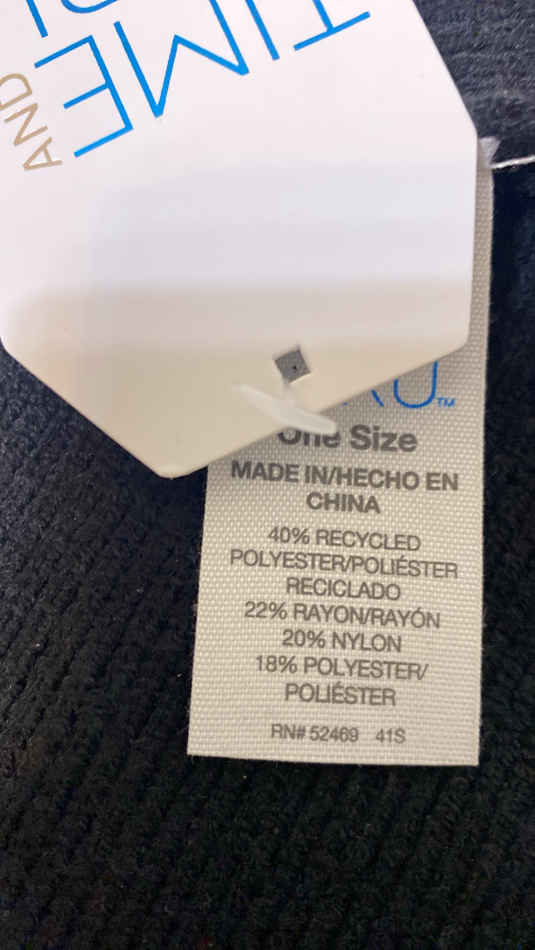 TIME
AND
One Size
MADE IN/HECHO EN
CHINA
40% RECYCLED
POLYESTER/POLIÉSTER
RECICLADO
22% RAYON/RAYÓN
20% NYLON
18% POLYESTER/
POLIÉSTER
RN# 52469 41S